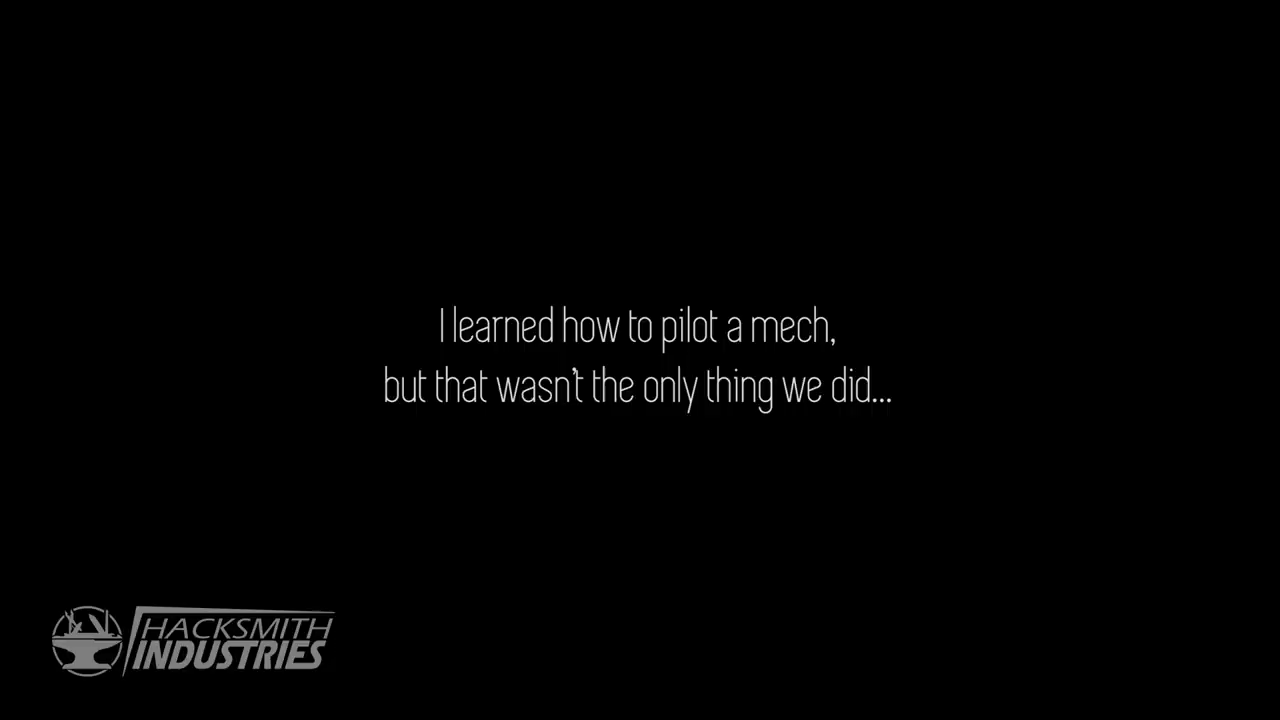 I learned how to pilot a mech,
but that wasn't the only thing we did...
HACKSMITH
INDUSTRIES